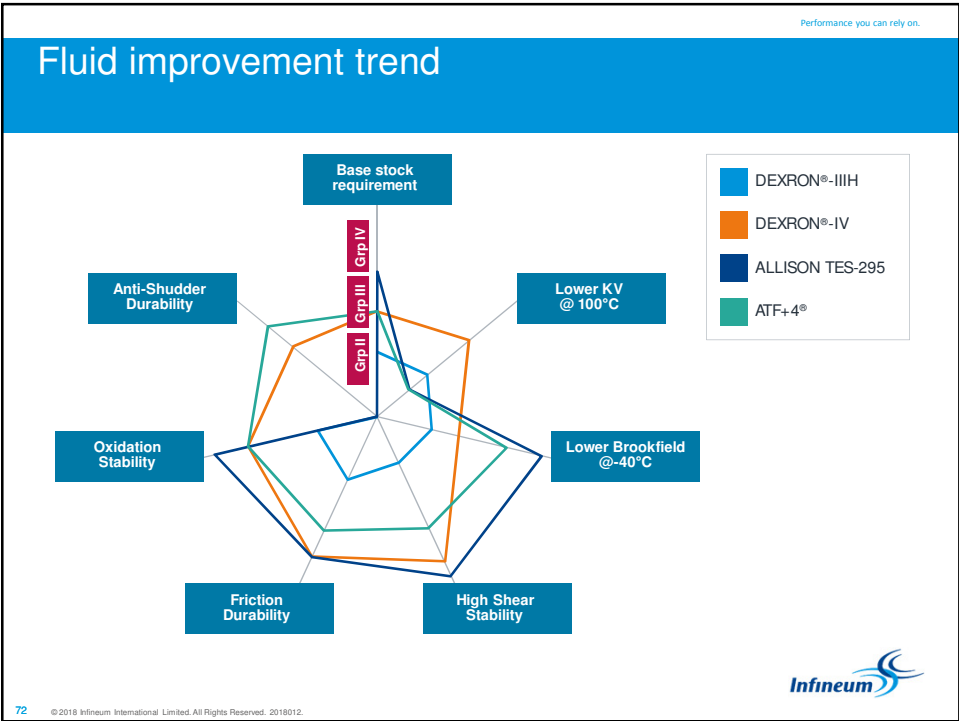 Performance you can rely on.
Fluid improvement trend
Base stock
requirement
Grp IV
Grp III
Grp II
Anti-Shudder
Durability
Lower KV
@ 100°C
Oxidation
Stability
Lower Brookfield
@-40°C
Friction
Durability
High Shear
Stability
DEXRON®-IIIH
DEXRON®-IV
ALLISON TES-295
ATF+4®
Infineum
72 © 2018 Infineum International Limited. All Rights Reserved. 2018012.